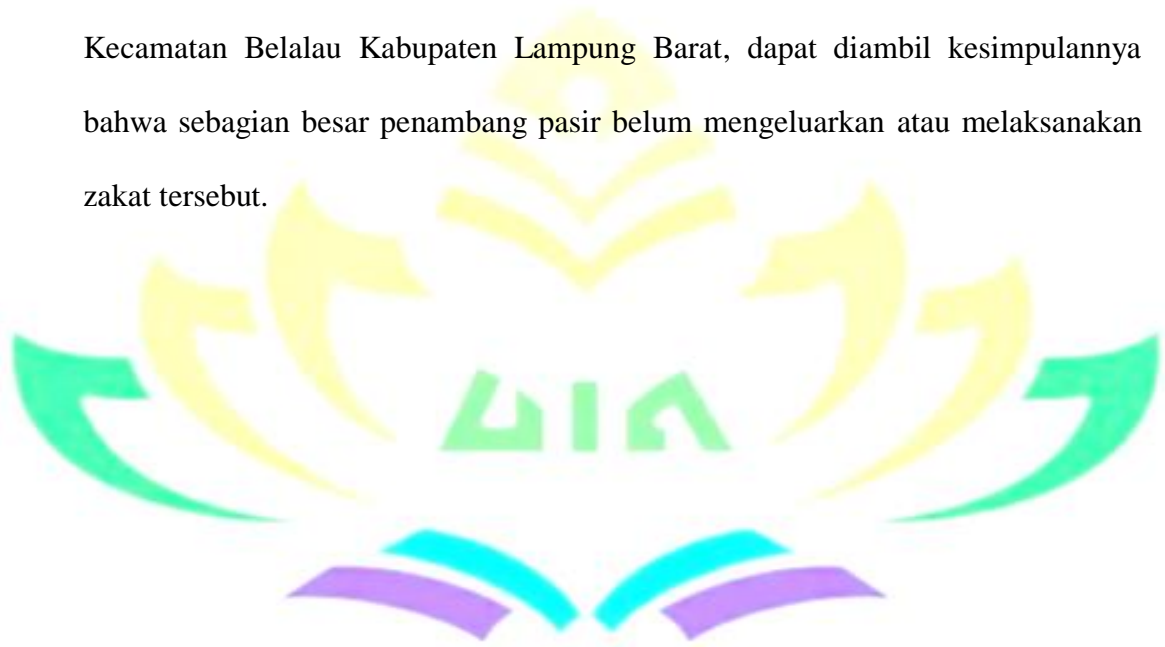 Kecamatan Belalau Kabupaten Lampung Barat, dapat diambil kesimpulannya
bahwa sebagian besar penambang pasir belum mengeluarkan atau melaksanakan
zakat tersebut.
UIN